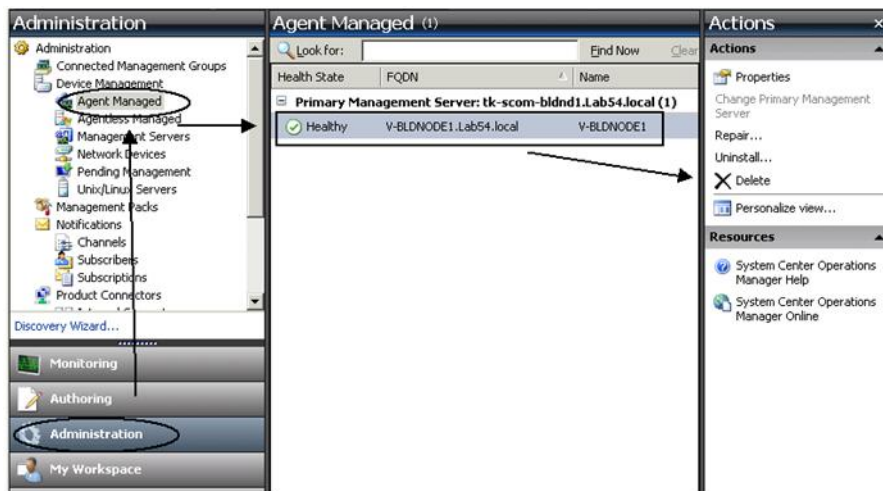 Administration
Administration
Connected Management Groups
Device Management
Agent Managed
Agentless Managed
Management Servers
Network Devices
Pending Management
Unix/Linux Servers
Management Packs
Notifications
Channels
Subscribers
Subscriptions
Product Connectors
Discovery Wizard...
Monitoring
Authoring
Administration
My Workspace
Agent Managed (1)
Look for:
Find Now
Clear
Health State
FQDN
Name
Primary Management Server: tk-scom-bldnd1.Lab54.local (1)
Healthy
V-BLDNODE1.Lab54.local
V-BLDNODE1
Actions
Actions
Properties
Change Primary Management
Server
Repair...
Uninstall...
Delete
Personalize view...
Resources
System Center Operations
Manager Help
System Center Operations
Manager Online